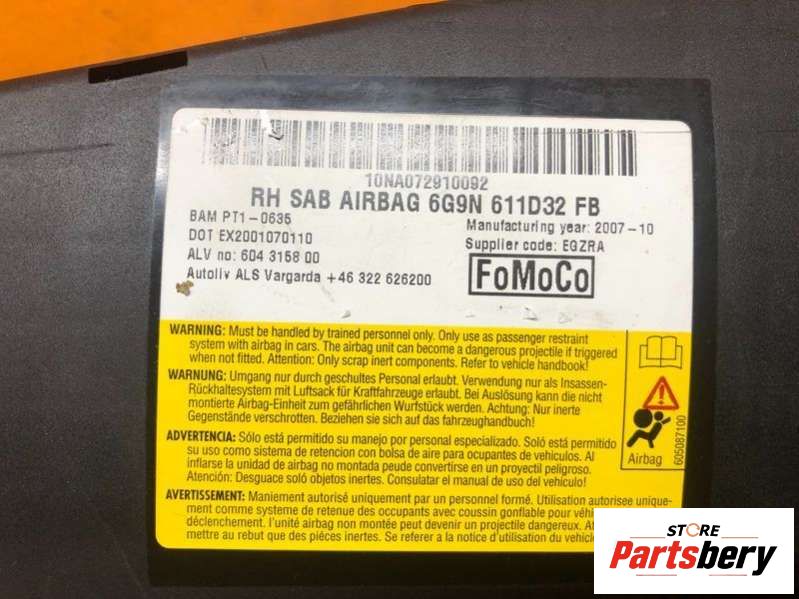 10NA072910092
RH SAB AIRBAG 6G9N 611D32 FB
BAM PT1-0635
DOT EX2001070110
ALV no: 604 3158 00
Autoliv ALS Vargarda +46 322 626200
Manufacturing year: 2007-10
Supplier code: EGZRA
FoMoCo
WARNING: Must be handled by trained personnel only. Only use as passenger restraint
system with airbag in cars. The airbag unit can become a dangerous projectile if triggered
when not fitted. Attention: Only scrap inert components. Refer to vehicle handbook!
WARNUNG: Umgang nur durch geschultes Personal erlaubt. Verwendung nur als Insassen-
Rückhaltesystem mit Luftsack für Kraftfahrzeuge erlaubt. Bei Auslösung kann die nicht
montierte Airbag-Einheit zum gefährlichen Wurfstück werden. Achtung: Nur inerte
Gegenstände verschrotten. Beziehen sie sich auf das fahrzeughandbuch!
ADVERTENCIA: Sólo está permitido su manejo por personal especializado. Soló está permitido
su uso como sistema de retencion con bolsa de aire para ocupantes de vehículos. Al
inflarse la unidad de airbag no montada peude convertirse en un proyectil peligroso.
Atención: Desguace soló objetos inertes. Consulatar el manual de uso del vehículo!
AVERTISSEMENT: Maniement autorisé uniquement par un personnel formé. Utilisation autorisee unique-
ment comme systeme de retenue des occupants avec coussin gonflable pour véh
déclenchement. l'unité airbag non montée peut devenir un projectile dangereux. At
mettre au rebut que des pièces inertes. Se referer a la notice d'utilisation du véhic
Airbag
605087100
STORE
Partsbery